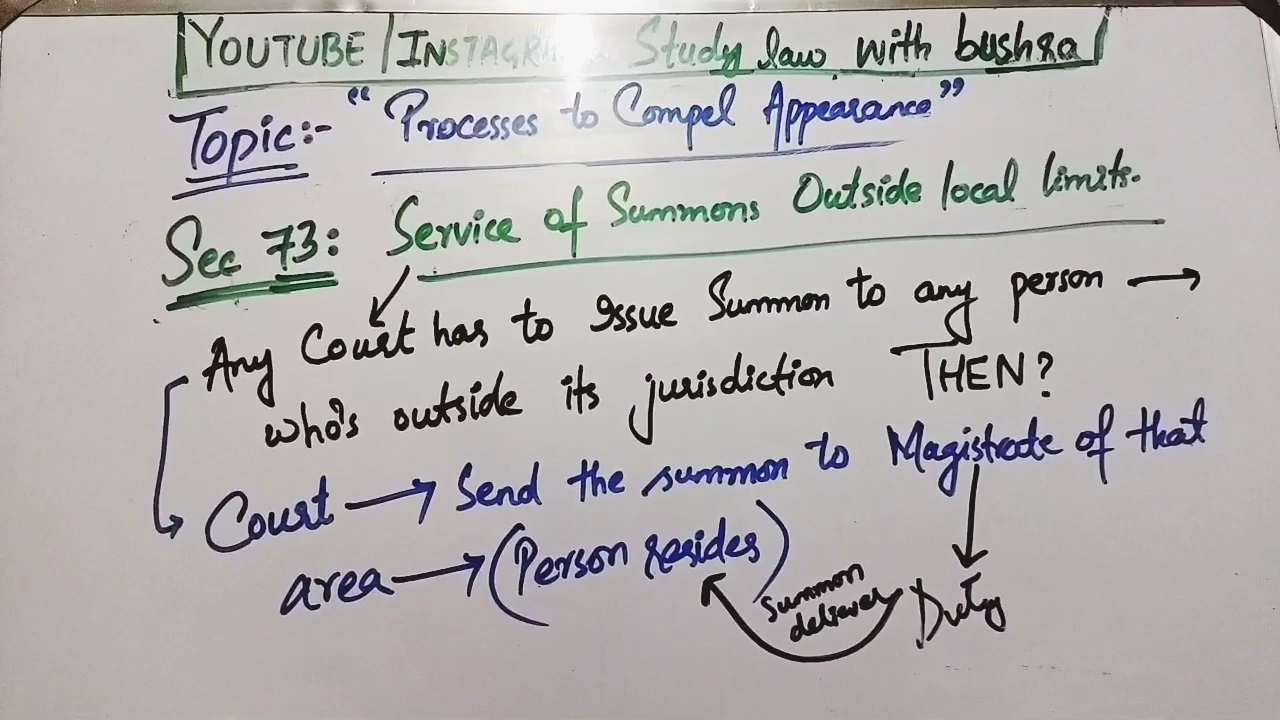 YOUTUBE / INSTAGR Study law with bushra
Topic:- "Processes to Compel Appearance"
Sec 73: Service of Summons Outside local limits.
Any Court has to Issue Summon to any person →
who's outside its jurisdiction THEN?
Court → Send the summon to Magistrate of that
area → (Person resides)
Summon deliever
Duty